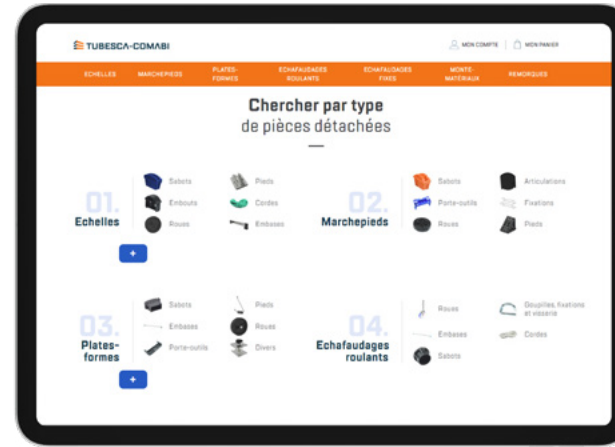 TUBESCA-COMABI
MON COMPTE
MON PANIER
ECHELLES
MARCHEPIEDS
PLATES-
FORMES
ECHAFAUDAGES
ROULANTS
ECHAFAUDAGES
FIXES
MONTE-
MATÉRIAUX
REMORQUES
Chercher par type
de pièces détachées
01.
Echelles
Sabots
Embouts
Roues
Pieds
Cordes
Embases
+
02.
Marchepieds
Sabots
Porte-outils
Roues
Articulations
Fixations
Pieds
03.
Plates-
formes
Sabots
Embases
Porte-outils
Pieds
Roues
Divers
+
04.
Echafaudages
roulants
Roues
Embases
Sabots
Goupilles, fixations
et visserie
Cordes